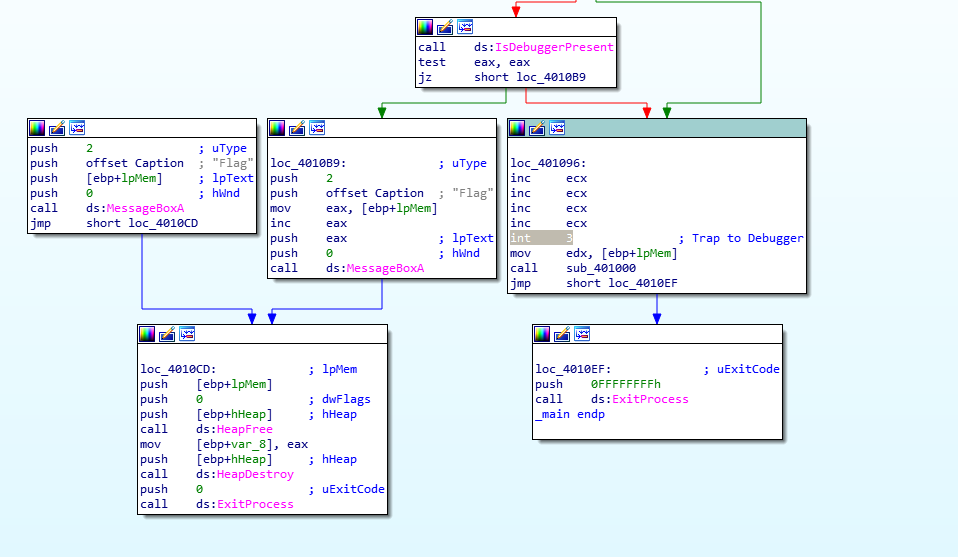 call    ds:IsDebuggerPresent
test    eax, eax
jz      short loc_4010B9
push    2               ; uType
push    offset Caption  ; "Flag"
push    [ebp+lpMem]     ; lpText
push    0               ; hWnd
call    ds:MessageBoxA
jmp     short loc_4010CD
loc_4010B9:             ; uType
push    2
push    offset Caption  ; "Flag"
mov     eax, [ebp+lpMem]
inc     eax
push    eax             ; lpText
push    0               ; hWnd
call    ds:MessageBoxA
loc_401096:
inc     ecx
inc     ecx
inc     ecx
inc     ecx
int     3               ; Trap to Debugger
mov     edx, [ebp+lpMem]
call    sub_401000
jmp     short loc_4010EF
loc_4010CD:             ; lpMem
push    [ebp+lpMem]
push    0               ; dwFlags
push    [ebp+hHeap]     ; hHeap
call    ds:HeapFree
mov     [ebp+var_8], eax
push    [ebp+hHeap]     ; hHeap
call    ds:HeapDestroy
push    0               ; uExitCode
call    ds:ExitProcess
loc_4010EF:             ; uExitCode
push    0FFFFFFFFh
call    ds:ExitProcess
_main endp